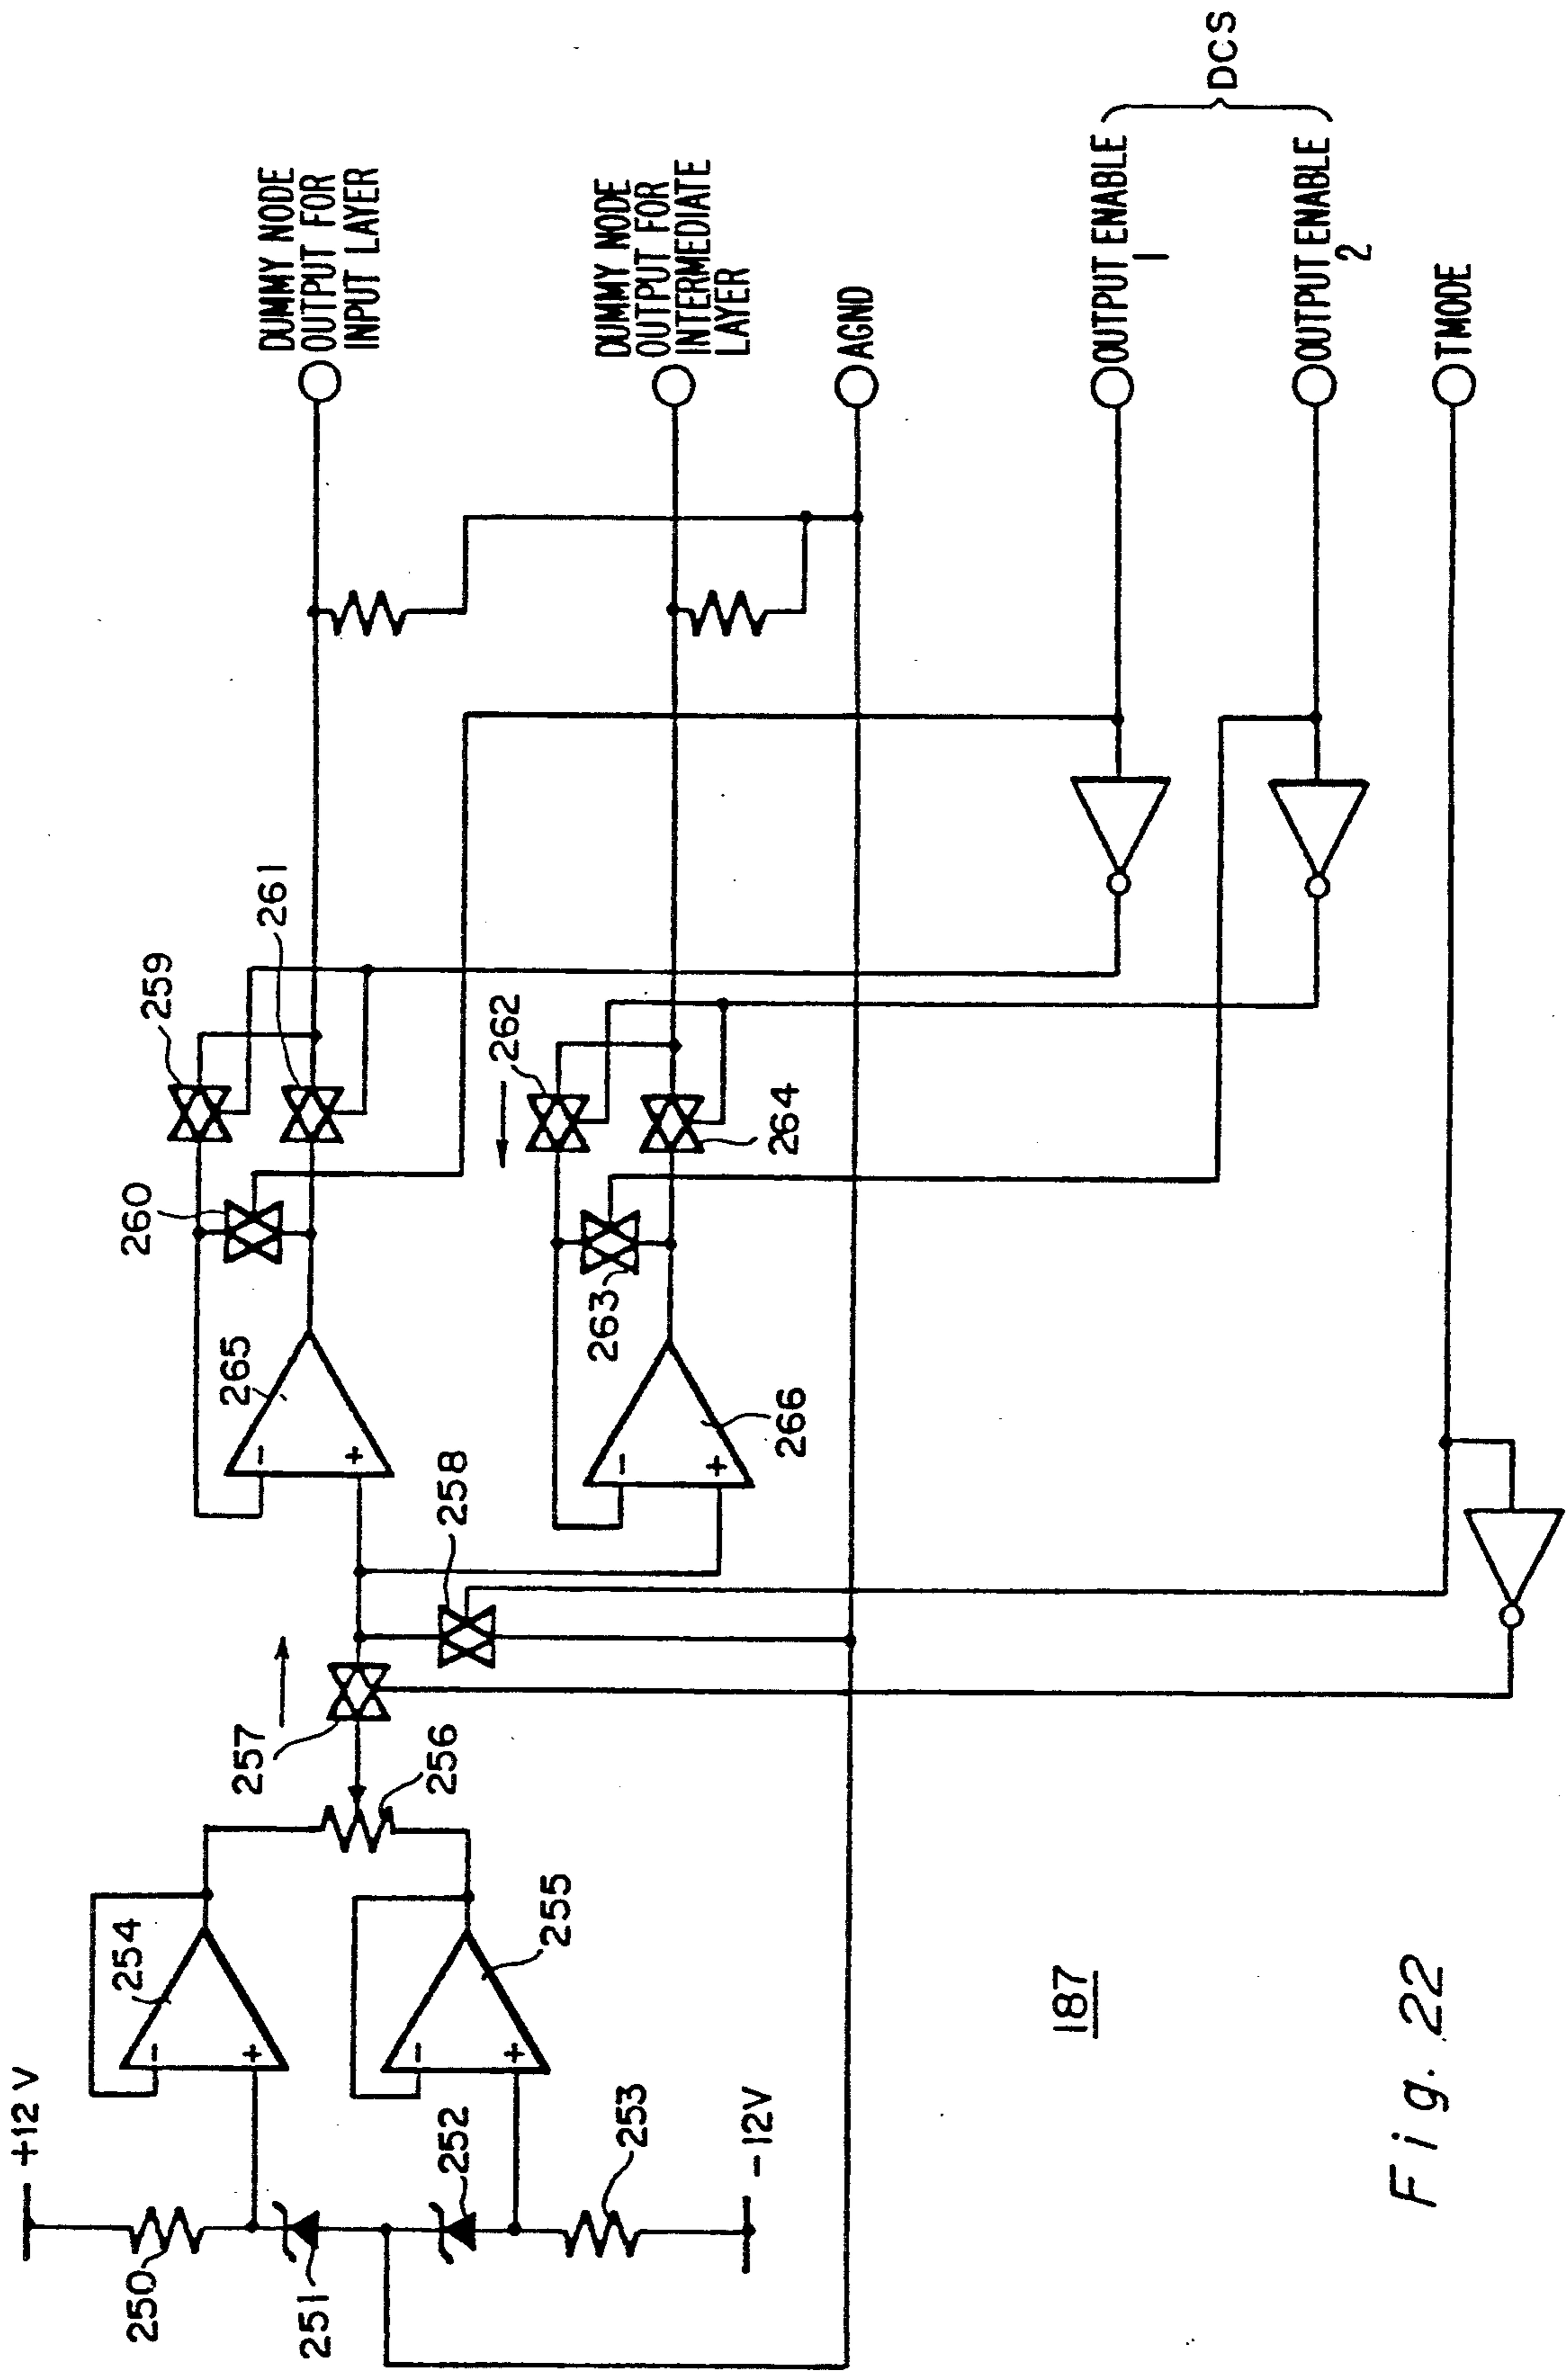 +12V
250
251
252
253
-12V
-
+
254
-
+
255
256
257
258
-
+
265
-
+
266
260
259
261
262
263
264
DUMMY NODE
OUTPUT FOR
INPUT LAYER
DUMMY NODE
OUTPUT FOR
INTERMEDIATE
LAYER
AGND
OUTPUT ENABLE
1
OUTPUT ENABLE
2
DCS
TMODE
187
Fig. 22